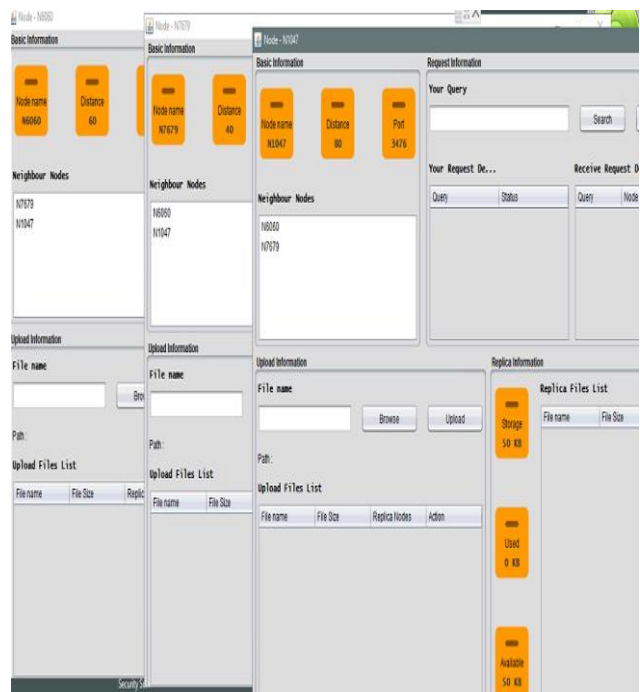 Node - N6060
Basic Information
Node name
N6060
Distance
60
Neighbour Nodes
N7679
N1047
Upload Information
File name
Path :
Upload Files List
File name File Size
Node - N7679
Basic Information
Node name
N7679
Distance
40
Neighbour Nodes
N6060
N1047
Upload Information
File name
Path :
Upload Files List
File name File Size
Node - N1047
Basic Information
Node name
N1047
Distance
80
Port
3476
Neighbour Nodes
N6060
N7679
Request Information
Your Query
Search
Your Request De... Receive Request D
Query Status Query Node
Upload Information
File name
Browse Upload
Path :
Upload Files List
File name File Size Replica Nodes Action
Replica Information
Storage
50 KB
Used
0 KB
Available
50 KB
Replica Files List
File name File Size